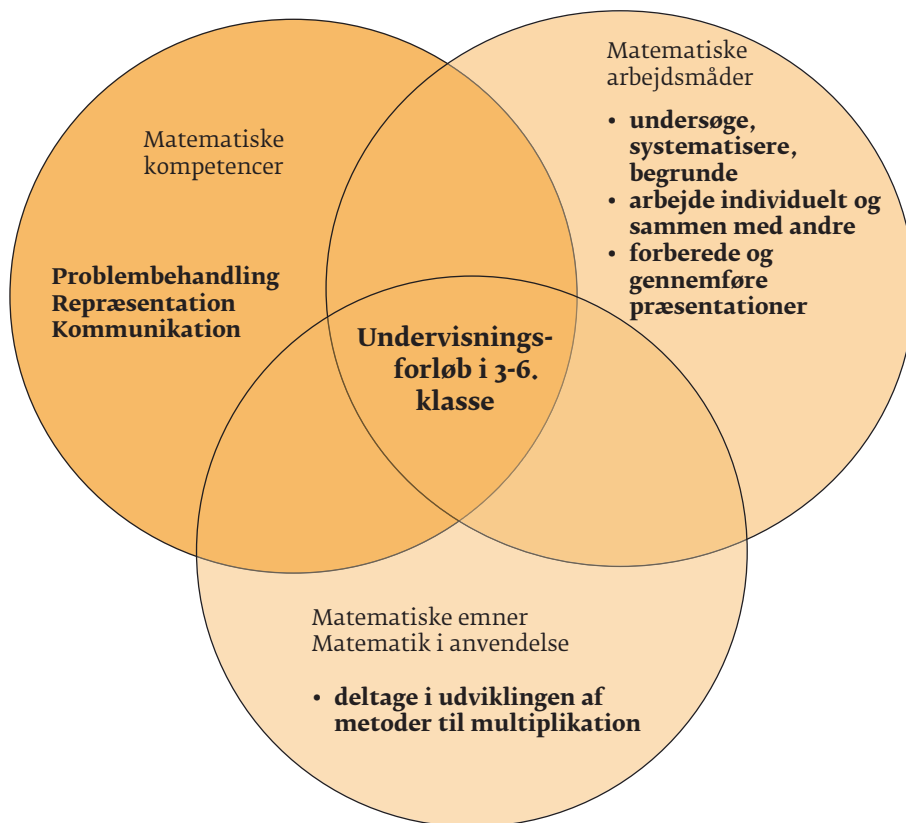 Matematiske
kompetencer
Problembehandling
Repræsentation
Kommunikation
Matematiske
arbejdsmåder
• undersøge,
systematisere,
begrunde
• arbejde individuelt og
sammen med andre
• forberede og
gennemføre
præsentationer
Undervisnings-
forløb i 3-6.
klasse
Matematiske emner
Matematik i anvendelse
• deltage i udviklingen af
metoder til multiplikation